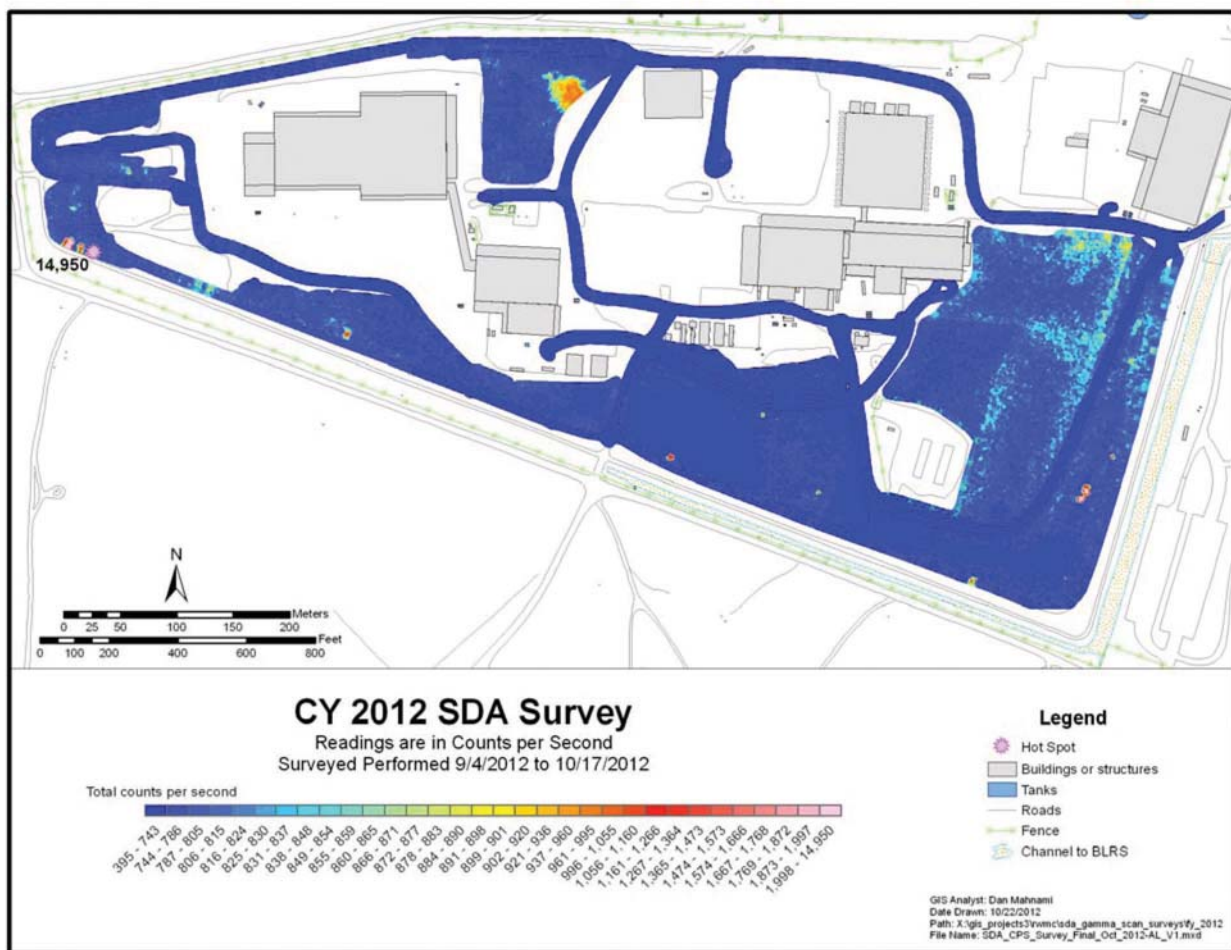 14,950
N
Meters
0 25 50 100 150 200
Feet
0 100 200 400 600 800
CY 2012 SDA Survey
Readings are in Counts per Second
Surveyed Performed 9/4/2012 to 10/17/2012
Total counts per second
395 - 743
744 - 786
787 - 805
806 - 815
816 - 824
825 - 830
831 - 837
838 - 848
849 - 854
855 - 859
860 - 865
866 - 871
872 - 877
878 - 883
884 - 890
891 - 898
899 - 901
902 - 920
921 - 936
937 - 960
961 - 995
996 - 1,055
1,056 - 1,160
1,161 - 1,266
1,267 - 1,364
1,365 - 1,473
1,474 - 1,573
1,574 - 1,666
1,667 - 1,768
1,769 - 1,872
1,873 - 1,997
1,998 - 14,950
Legend
Hot Spot
Buildings or structures
Tanks
Roads
Fence
Channel to BLRS
GIS Analyst: Dan Mahnami
Date Drawn: 10/22/2012
Path: X:\gis_projects3\rwmc\sda_gamma_scan_surveys\fy_2012
File Name: SDA_CPS_Survey_Final_Oct_2012-AL_V1.mxd